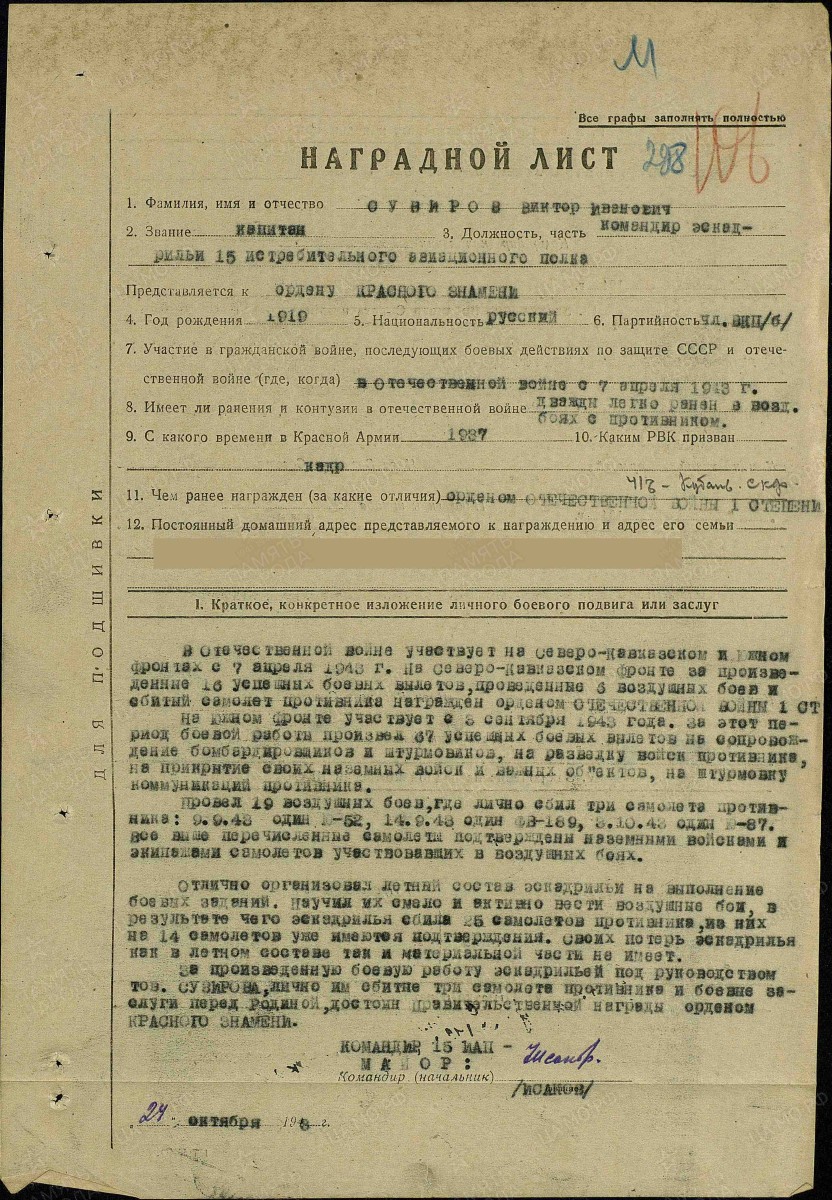 М
Все графы заполнять полностью
НАГРАДНОЙ ЛИСТ 298 106
1. Фамилия, имя и отчество СУВИРОВ Виктор Иванович
2. Звание капитан 3. Должность, часть Командир эскад-
рильи 15 истребительного авиационного полка
Представляется к ордену КРАСНОГО ЗНАМЕНИ
4. Год рождения 1919 5. Национальность русский 6. Партийность чл.ВКП/б/
7. Участие в гражданской войне, последующих боевых действиях по защите СССР и отече-
ственной войне (где, когда) в Отечественной войне с 7 апреля 1943 г.
8. Имеет ли ранения и контузии в отечественной войне дважды легко ранен в возд.
боях с противником.
9. С какого времени в Красной Армии 1937 10. Каким РВК призван
кадр
11. Чем ранее награжден (за какие отличия) орденом ОТЕЧЕСТВЕННОЙ ВОЙНЫ 1 СТЕПЕНИ
12. Постоянный домашний адрес представляемого к награждению и адрес его семьи
I. Краткое, конкретное изложение личного боевого подвига или заслуг
В Отечественной войне участвует на Северо-Кавказском и Южном
фронтах с 7 апреля 1943 г. На Северо-Кавказском фронте за произве-
денные 16 успешных боевых вылетов,проведенные 6 воздушных боев и
сбитый самолет противника награжден орденом ОТЕЧЕСТВЕННОЙ ВОЙНЫ 1 СТ
На Южном фронте участвует с 3 сентября 1943 года. За этот пе-
риод боевой работы произвел 37 успешных боевых вылетов на сопровож-
дение бомбардировщиков и штурмовиков, на разведку войск противника,
на прикрытие своих наземных войск и важных об'ектов, на штурмовку
коммуникаций противника.
Провел 19 воздушных боев,где лично сбил три самолета против-
ника: 9.9.43 один Ю-52, 14.9.43 один ФВ-189, 3.10.43 один Ю-87.
Все выше перечисленные самолеты подтверждены наземными войсками и
экипажами самолетов участвовавших в воздушных боях.
Отлично организовал летный состав эскадрильи на выполнение
боевых заданий. Научил их смело и активно вести воздушные бои, в
результате чего эскадрилья сбила 25 самолетов противника,из них
на 14 самолетов уже имеются подтверждения. Своих потерь эскадрилья
как в летном составе так и материальной части не имеет.
За произведенную боевую работу эскадрильей под руководством
тов. СУВИРОВА,лично им сбитые три самолета противника и боевые за-
слуги перед Родиной,достоин правительственной награды орденом
КРАСНОГО ЗНАМЕНИ.
КОМАНДИР 15 ИАП -
МАЙОР:
Командир (начальник)
/ИСАКОВ/
"24" октября 1943 г.
ДЛЯ ПОДШИВКИ